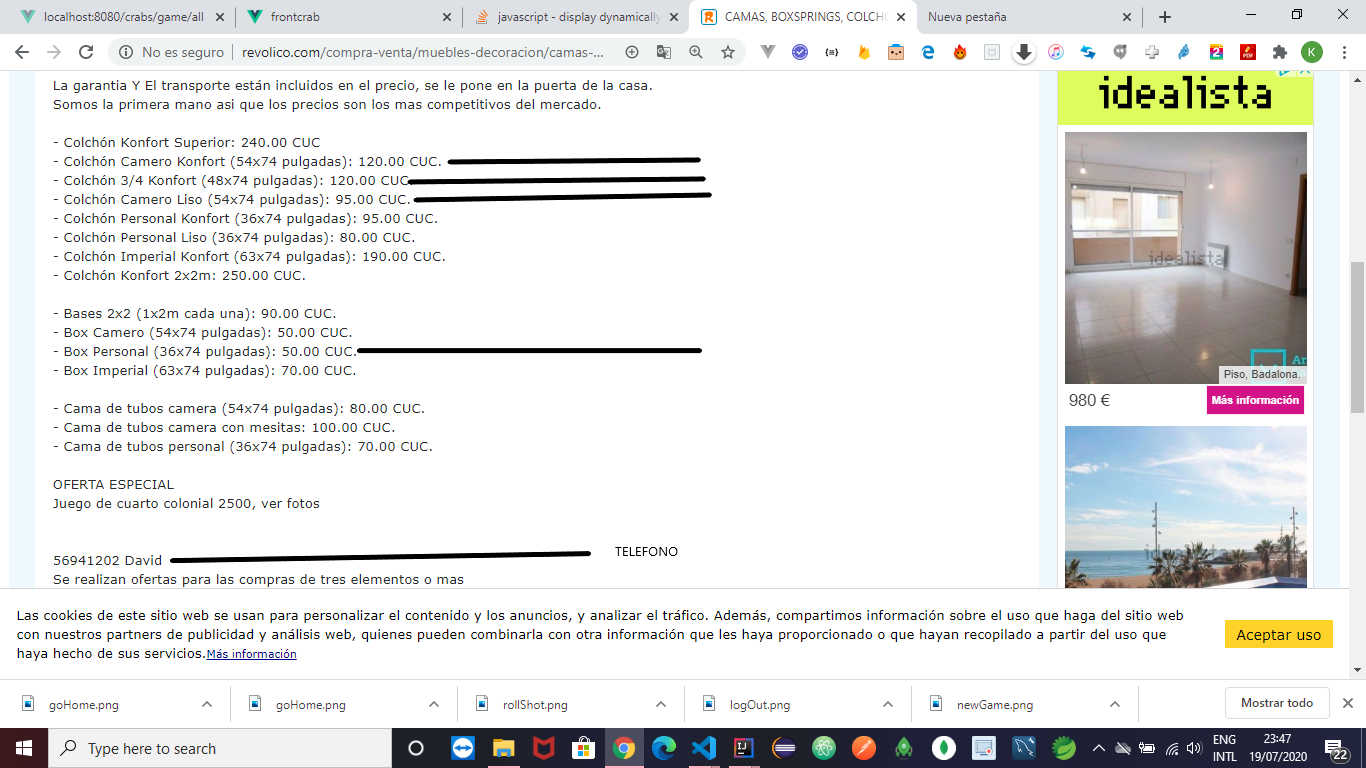 localhost:8080/crabs/game/all
frontcrab
javascript - display dynamically
CAMAS, BOXSPRINGS, COLCHO
Nueva pestaña
No es seguro
revolico.com/compra-venta/muebles-decoracion/camas-...
La garantia Y El transporte están incluidos en el precio, se le pone en la puerta de la casa.
Somos la primera mano asi que los precios son los mas competitivos del mercado.
- Colchón Konfort Superior: 240.00 CUC
- Colchón Camero Konfort (54x74 pulgadas): 120.00 CUC.
- Colchón 3/4 Konfort (48x74 pulgadas): 120.00 CUC
- Colchón Camero Liso (54x74 pulgadas): 95.00 CUC.
- Colchón Personal Konfort (36x74 pulgadas): 95.00 CUC.
- Colchón Personal Liso (36x74 pulgadas): 80.00 CUC.
- Colchón Imperial Konfort (63x74 pulgadas): 190.00 CUC.
- Colchón Konfort 2x2m: 250.00 CUC.
- Bases 2x2 (1x2m cada una): 90.00 CUC.
- Box Camero (54x74 pulgadas): 50.00 CUC.
- Box Personal (36x74 pulgadas): 50.00 CUC.
- Box Imperial (63x74 pulgadas): 70.00 CUC.
- Cama de tubos camera (54x74 pulgadas): 80.00 CUC.
- Cama de tubos camera con mesitas: 100.00 CUC.
- Cama de tubos personal (36x74 pulgadas): 70.00 CUC.
OFERTA ESPECIAL
Juego de cuarto colonial 2500, ver fotos
56941202 David
TELEFONO
Se realizan ofertas para las compras de tres elementos o mas
idealista
idealista
Piso, Badalona.
980 €
Más información
Las cookies de este sitio web se usan para personalizar el contenido y los anuncios, y analizar el tráfico. Además, compartimos información sobre el uso que haga del sitio web
con nuestros partners de publicidad y análisis web, quienes pueden combinarla con otra información que les haya proporcionado o que hayan recopilado a partir del uso que
haya hecho de sus servicios.Más información
Aceptar uso
goHome.png
goHome.png
rollShot.png
logOut.png
newGame.png
Mostrar todo
Type here to search
ENG
INTL
23:47
19/07/2020
22